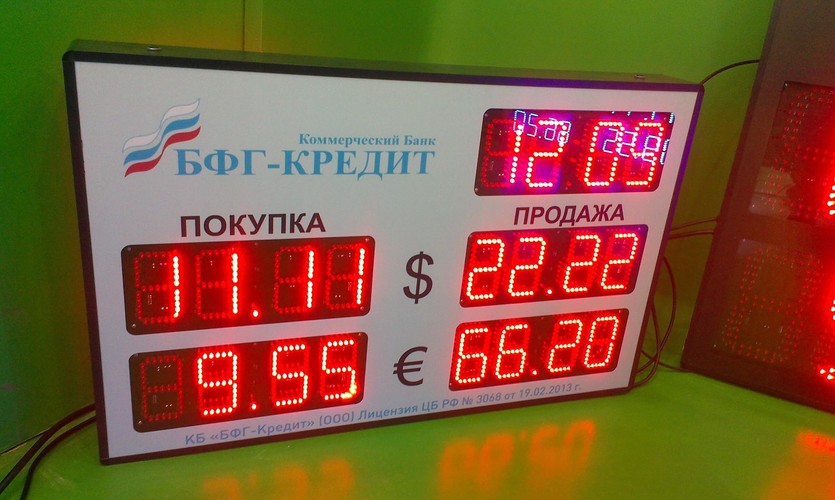 Коммерческий Банк
БФГ-КРЕДИТ
12 03
ПОКУПКА
ПРОДАЖА
11.11 $ 22.22
9.55 € 66.20
КБ «БФГ-Кредит» (ООО) Лицензия ЦБ РФ № 3068 от 19.02.2013 г.